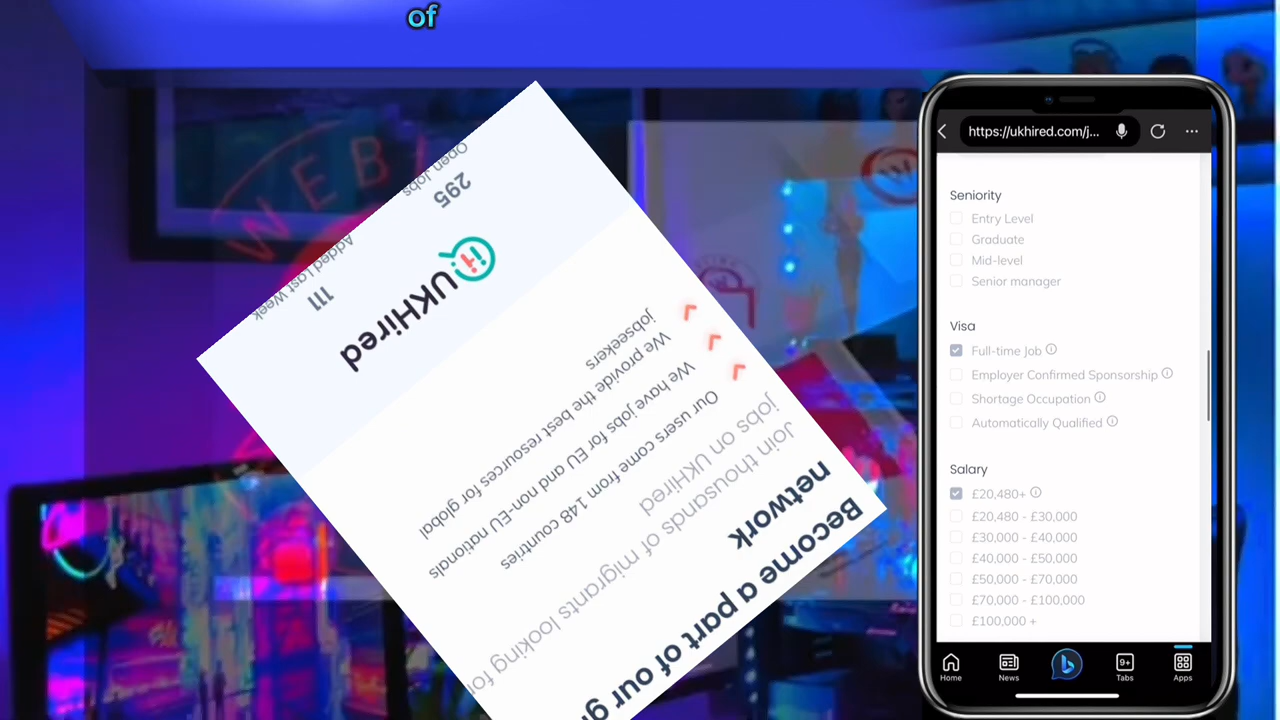 of
WEB
Become a part of our g
network
Join thousands of migrants looking for
jobs on UKHired
Our users come from 148 countries
We have jobs for EU and non-EU nationals
We provide the best resources for global
jobseekers
UKHired
111
Added Last Week
295
Open Jobs
https://ukhired.com/j...
Seniority
Entry Level
Graduate
Mid-level
Senior manager
Visa
Full-time Job
Employer Confirmed Sponsorship
Shortage Occupation
Automatically Qualified
Salary
£20,480+
£20,480 - £30,000
£30,000 - £40,000
£40,000 - £50,000
£50,000 - £70,000
£70,000 - £100,000
£100,000 +
Home
News
9+
Tabs
Apps